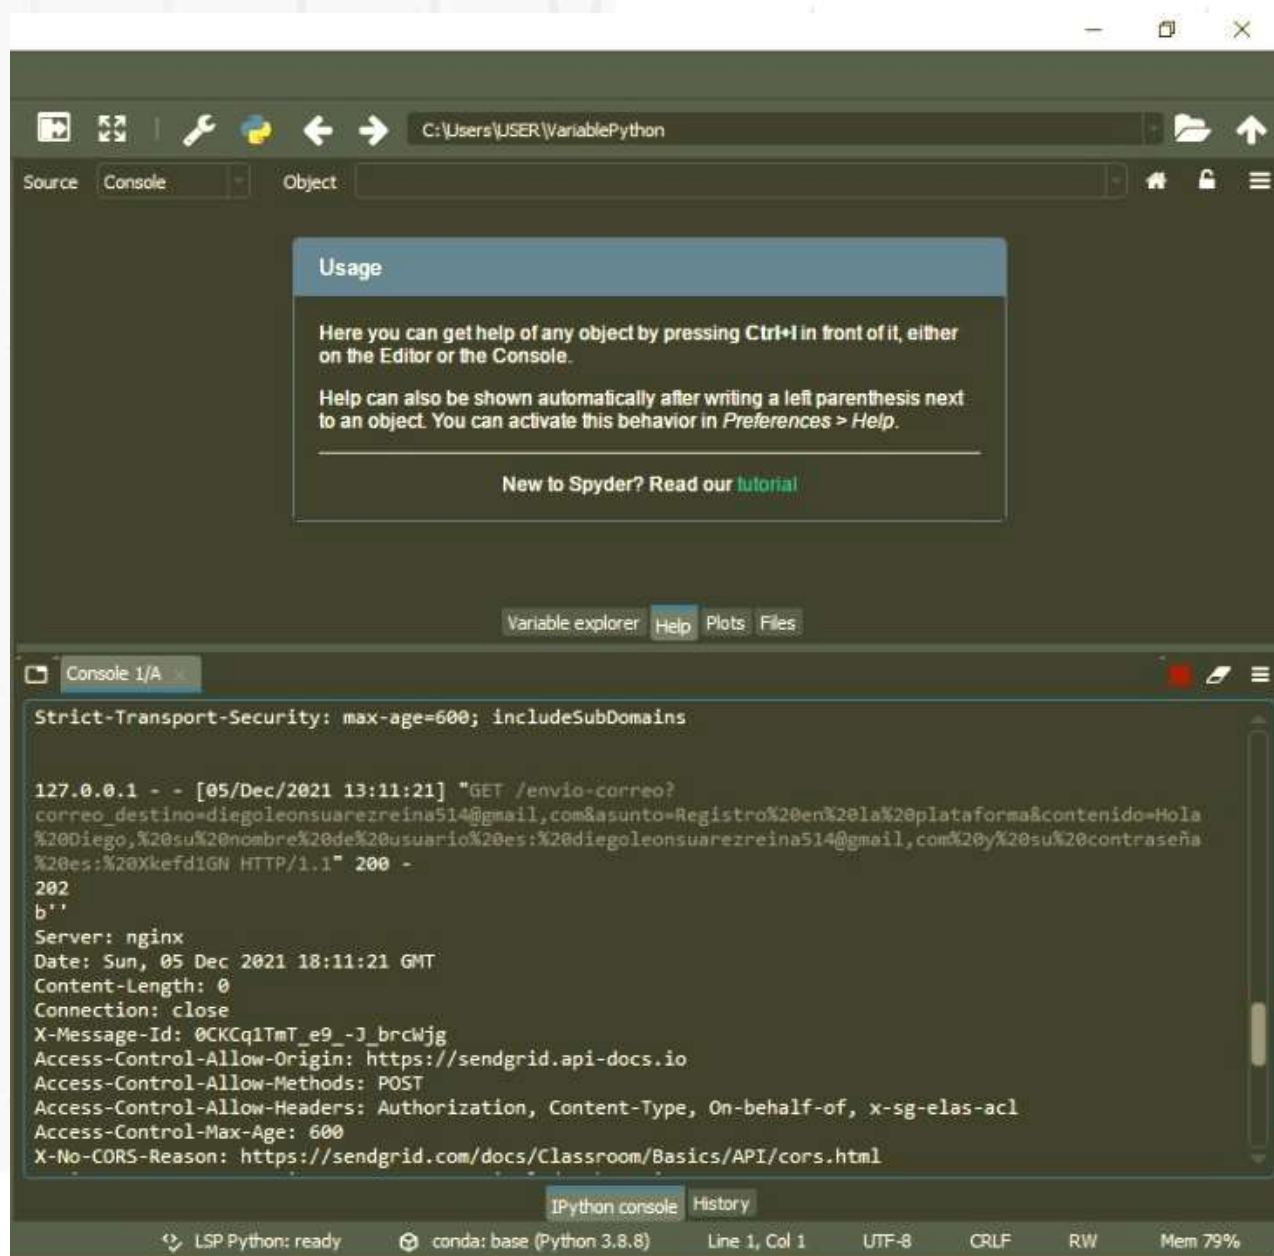 C:\Users\USER\VariablePython
Source Console Object
Usage
Here you can get help of any object by pressing Ctrl+I in front of it, either
on the Editor or the Console.
Help can also be shown automatically after writing a left parenthesis next
to an object. You can activate this behavior in Preferences > Help.
New to Spyder? Read our tutorial
Variable explorer Help Plots Files
Console 1/A
Strict-Transport-Security: max-age=600; includeSubDomains
127.0.0.1 - - [05/Dec/2021 13:11:21] "GET /envio-correo?
correo_destino=diegoleonsuarezreina514@gmail,com&asunto=Registro%20en%20la%20plataforma&contenido=Hola
%20Diego,%20su%20nombre%20de%20usuario%20es:%20diegoleonsuarezreina514@gmail,com%20y%20su%20contraseña
%20es:%20Xkefd1GN HTTP/1.1" 200 -
202
b''
Server: nginx
Date: Sun, 05 Dec 2021 18:11:21 GMT
Content-Length: 0
Connection: close
X-Message-Id: 0CKCq1TmT_e9_-J_brcWjg
Access-Control-Allow-Origin: https://sendgrid.api-docs.io
Access-Control-Allow-Methods: POST
Access-Control-Allow-Headers: Authorization, Content-Type, On-behalf-of, x-sg-elas-acl
Access-Control-Max-Age: 600
X-No-CORS-Reason: https://sendgrid.com/docs/Classroom/Basics/API/cors.html
IPython console History
LSP Python: ready conda: base (Python 3.8.8) Line 1, Col 1 UTF-8 CRLF RW Mem 79%